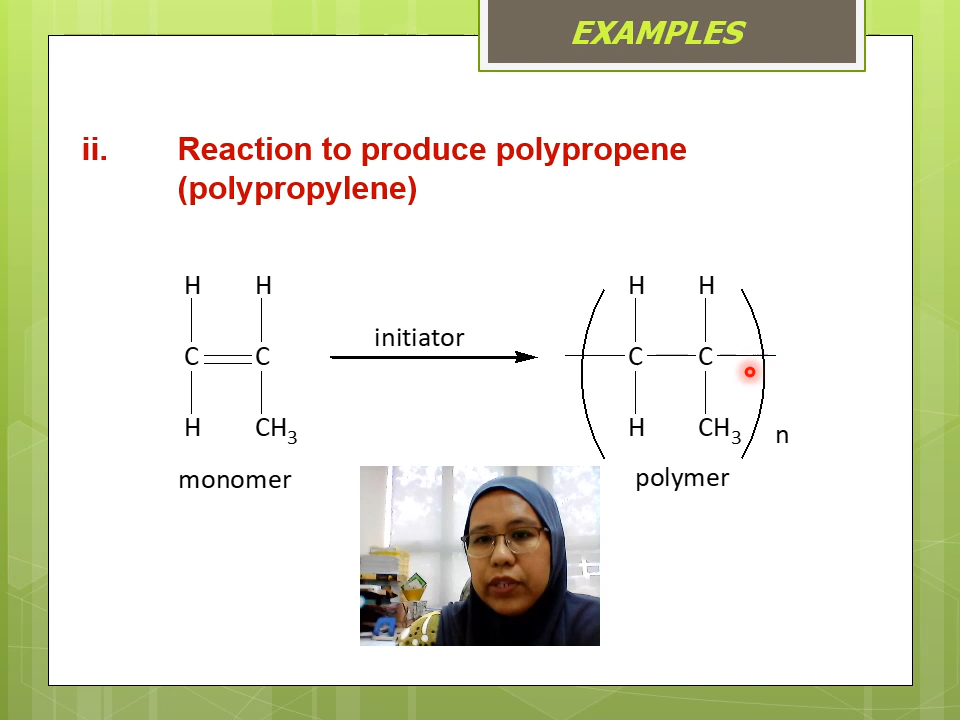 EXAMPLES
ii. Reaction to produce polypropene
(polypropylene)
H H H H
initiator
C C C C
H CH₃ H CH₃ n
monomer polymer